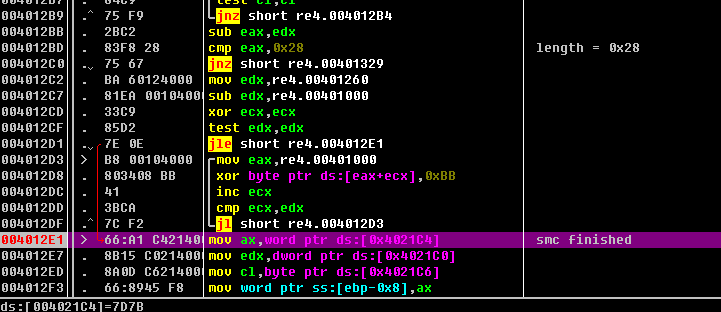 004012B7 . 84C9 test cl,cl
004012B9 .^ 75 F9 jnz short re4.004012B4
004012BB . 2BC2 sub eax,edx
004012BD . 83F8 28 cmp eax,0x28 length = 0x28
004012C0 .v 75 67 jnz short re4.00401329
004012C2 . BA 60124000 mov edx,re4.00401260
004012C7 . 81EA 00104000 sub edx,re4.00401000
004012CD . 33C9 xor ecx,ecx
004012CF . 85D2 test edx,edx
004012D1 .v 7E 0E jle short re4.004012E1
004012D3 > B8 00104000 mov eax,re4.00401000
004012D8 . 803408 BB xor byte ptr ds:[eax+ecx],0xBB
004012DC . 41 inc ecx
004012DD . 3BCA cmp ecx,edx
004012DF .^ 7C F2 jl short re4.004012D3
004012E1 > 66:A1 C4214000 mov ax,word ptr ds:[0x4021C4] smc finished
004012E7 . 8B15 C0214000 mov edx,dword ptr ds:[0x4021C0]
004012ED . 8A0D C6214000 mov cl,byte ptr ds:[0x4021C6]
004012F3 . 66:8945 F8 mov word ptr ss:[ebp-0x8],ax
ds:[004021C4]=7D7B